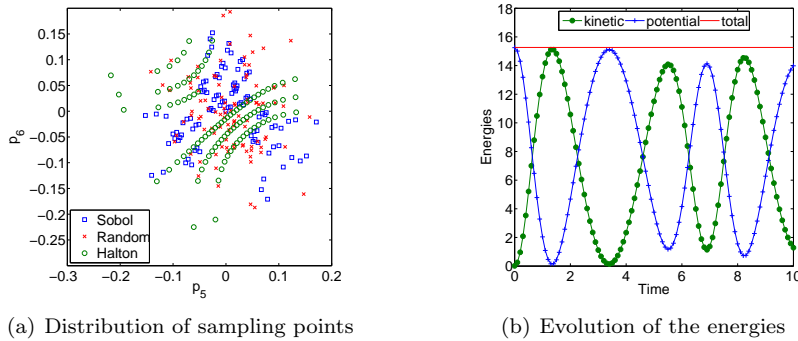 0.15
0.1
0.05
0
−0.05
−0.1
−0.15
−0.2
−0.25
p6
Sobol
Random
Halton
−0.3 −0.2 −0.1 0 0.1 0.2
p5
(a) Distribution of sampling points
kinetic potential total
18
16
14
12
10
8
6
4
2
0
Energies
0 2 4 6 8 10
Time
(b) Evolution of the energies